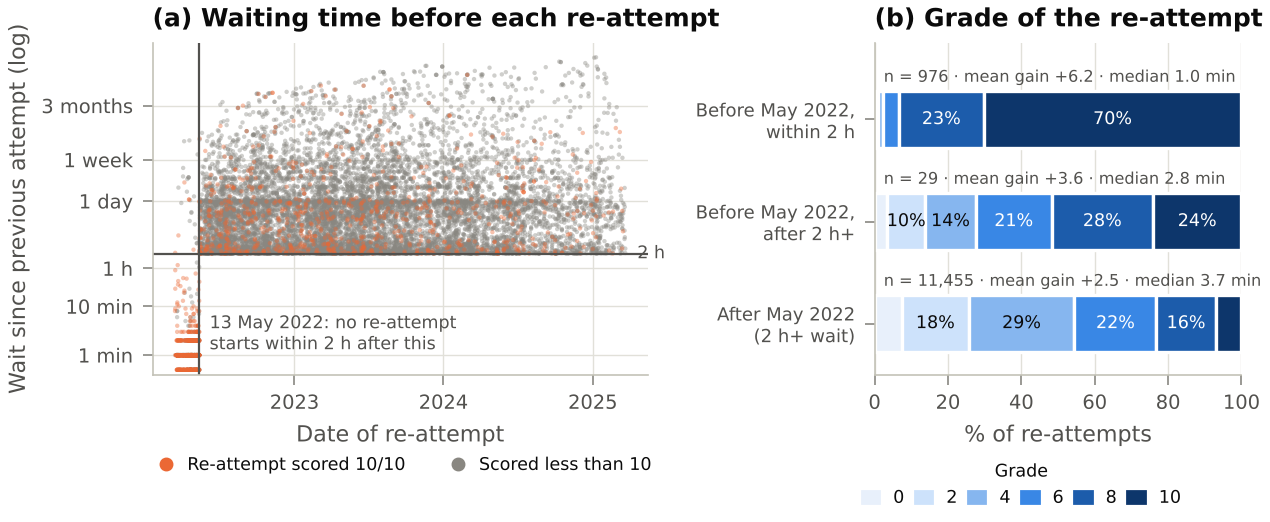 (a) Waiting time before each re-attempt
Wait since previous attempt (log)
3 months
1 week
1 day
1 h
10 min
1 min
2 h
13 May 2022: no re-attempt
starts within 2 h after this
2023
2024
2025
Date of re-attempt
Re-attempt scored 10/10
Scored less than 10
(b) Grade of the re-attempt
n = 976 · mean gain +6.2 · median 1.0 min
Before May 2022,
within 2 h
23%
70%
n = 29 · mean gain +3.6 · median 2.8 min
Before May 2022,
after 2 h+
10%
14%
21%
28%
24%
n = 11,455 · mean gain +2.5 · median 3.7 min
After May 2022
(2 h+ wait)
18%
29%
22%
16%
0
20
40
60
80
100
% of re-attempts
Grade
0
2
4
6
8
10